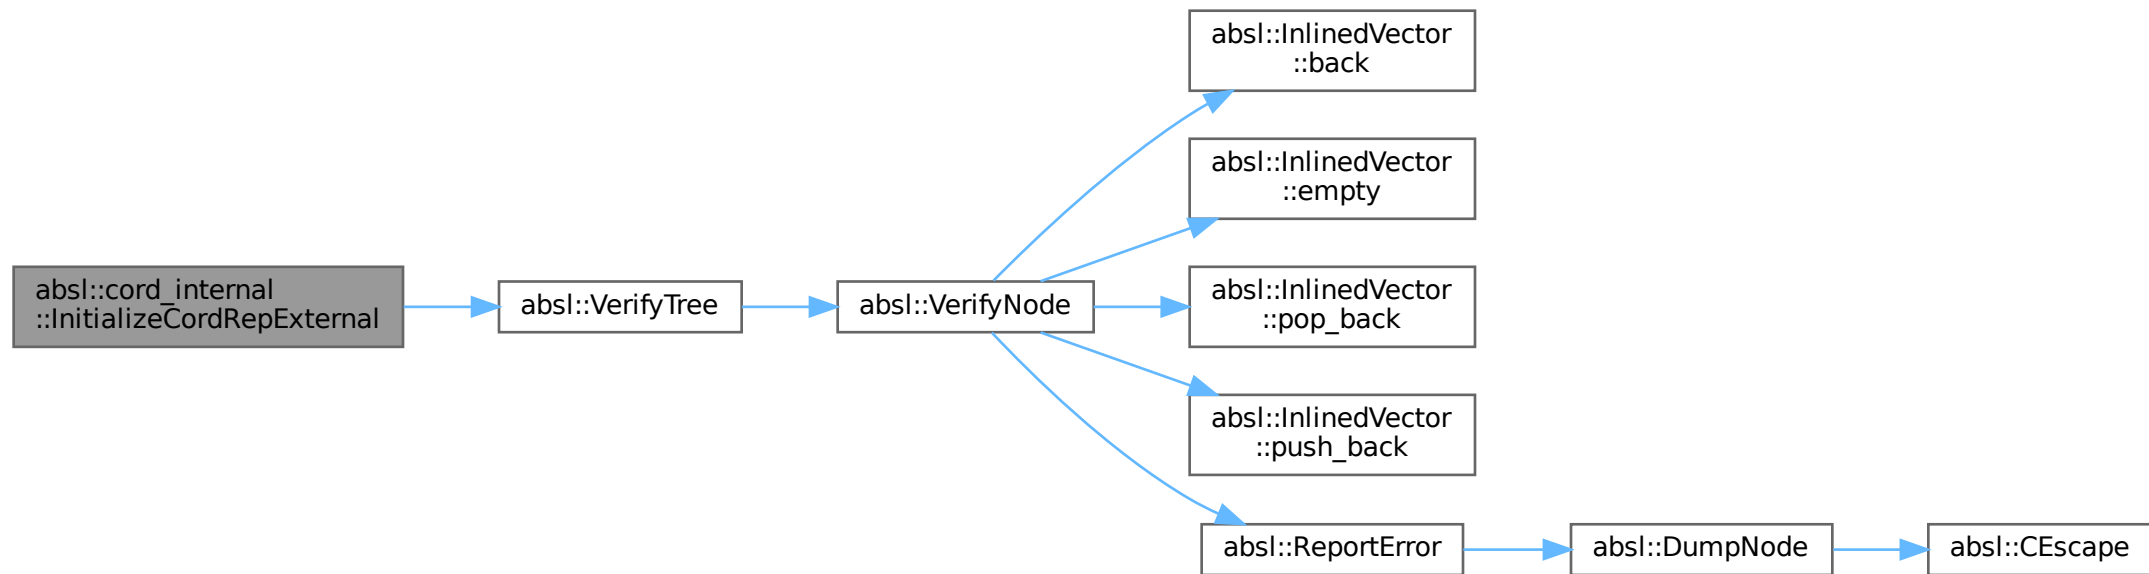 absl::InlinedVector
::back
absl::InlinedVector
::empty
absl::cord_internal
::InitializeCordRepExternal
absl::VerifyTree
absl::VerifyNode
absl::InlinedVector
::pop_back
absl::InlinedVector
::push_back
absl::ReportError
absl::DumpNode
absl::CEscape